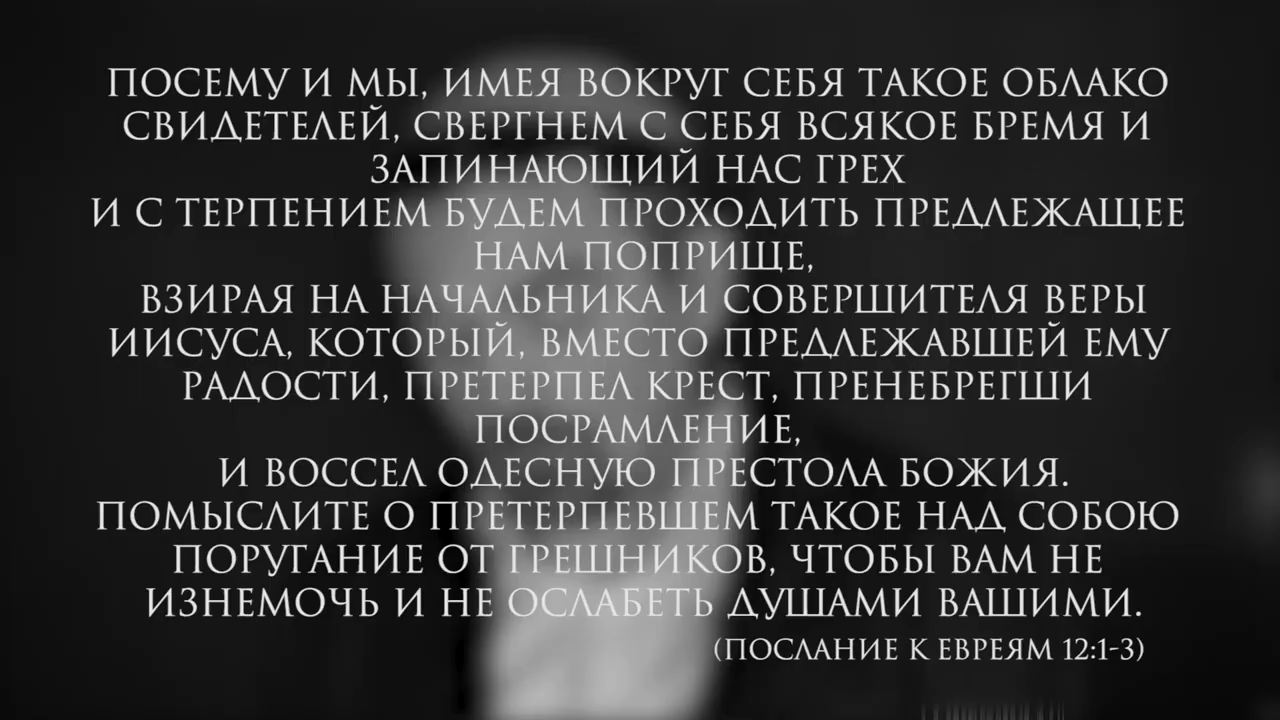 ПОСЕМУ И МЫ, ИМЕЯ ВОКРУГ СЕБЯ ТАКОЕ ОБЛАКО
СВИДЕТЕЛЕЙ, СВЕРГНЕМ С СЕБЯ ВСЯКОЕ БРЕМЯ И
ЗАПИНАЮЩИЙ НАС ГРЕХ
И С ТЕРПЕНИЕМ БУДЕМ ПРОХОДИТЬ ПРЕДЛЕЖАЩЕЕ
НАМ ПОПРИЩЕ,
ВЗИРАЯ НА НАЧАЛЬНИКА И СОВЕРШИТЕЛЯ ВЕРЫ
ИИСУСА, КОТОРЫЙ, ВМЕСТО ПРЕДЛЕЖАВШЕЙ ЕМУ
РАДОСТИ, ПРЕТЕРПЕЛ КРЕСТ, ПРЕНЕБРЕГШИ
ПОСРАМЛЕНИЕ,
И ВОССЕЛ ОДЕСНУЮ ПРЕСТОЛА БОЖИЯ.
ПОМЫСЛИТЕ О ПРЕТЕРПЕВШЕМ ТАКОЕ НАД СОБОЮ
ПОРУГАНИЕ ОТ ГРЕШНИКОВ, ЧТОБЫ ВАМ НЕ
ИЗНЕМОЧЬ И НЕ ОСЛАБЕТЬ ДУШАМИ ВАШИМИ.
(ПОСЛАНИЕ К ЕВРЕЯМ 12:1-3)